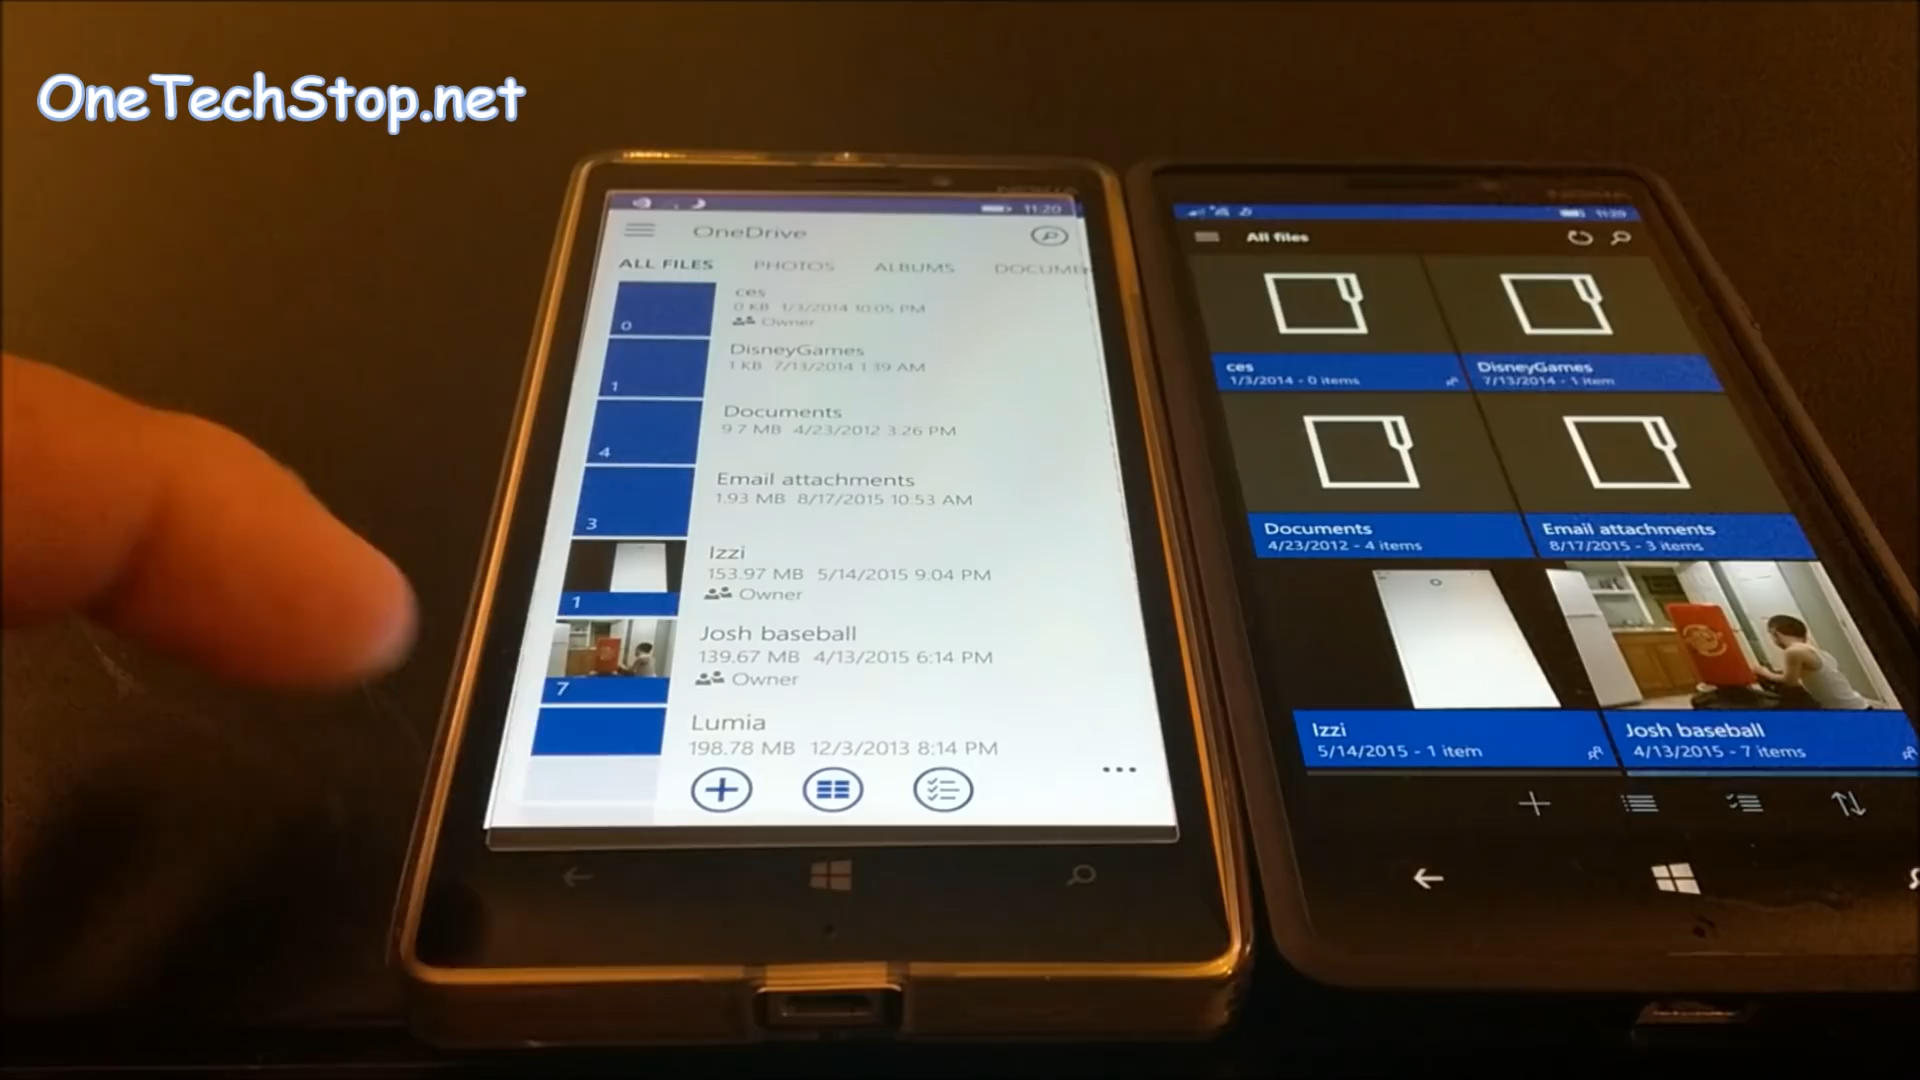 OneTechStop.net
11:20
OneDrive
ALL FILES PHOTOS ALBUMS DOCUMEN
0
ces
0 KB 1/3/2014 10:05 PM
Owner
1
DisneyGames
1 KB 7/13/2014 1:39 AM
4
Documents
9.7 MB 4/23/2012 3:26 PM
3
Email attachments
1.93 MB 8/17/2015 10:53 AM
1
Izzi
153.97 MB 5/14/2015 9:04 PM
Owner
7
Josh baseball
139.67 MB 4/13/2015 6:14 PM
Owner
Lumia
198.78 MB 12/3/2013 8:14 PM
11:20
All files
ces
1/3/2014 - 0 items
DisneyGames
7/13/2014 - 1 item
Documents
4/23/2012 - 4 items
Email attachments
8/17/2015 - 3 items
Izzi
5/14/2015 - 1 item
Josh baseball
4/13/2015 - 7 items